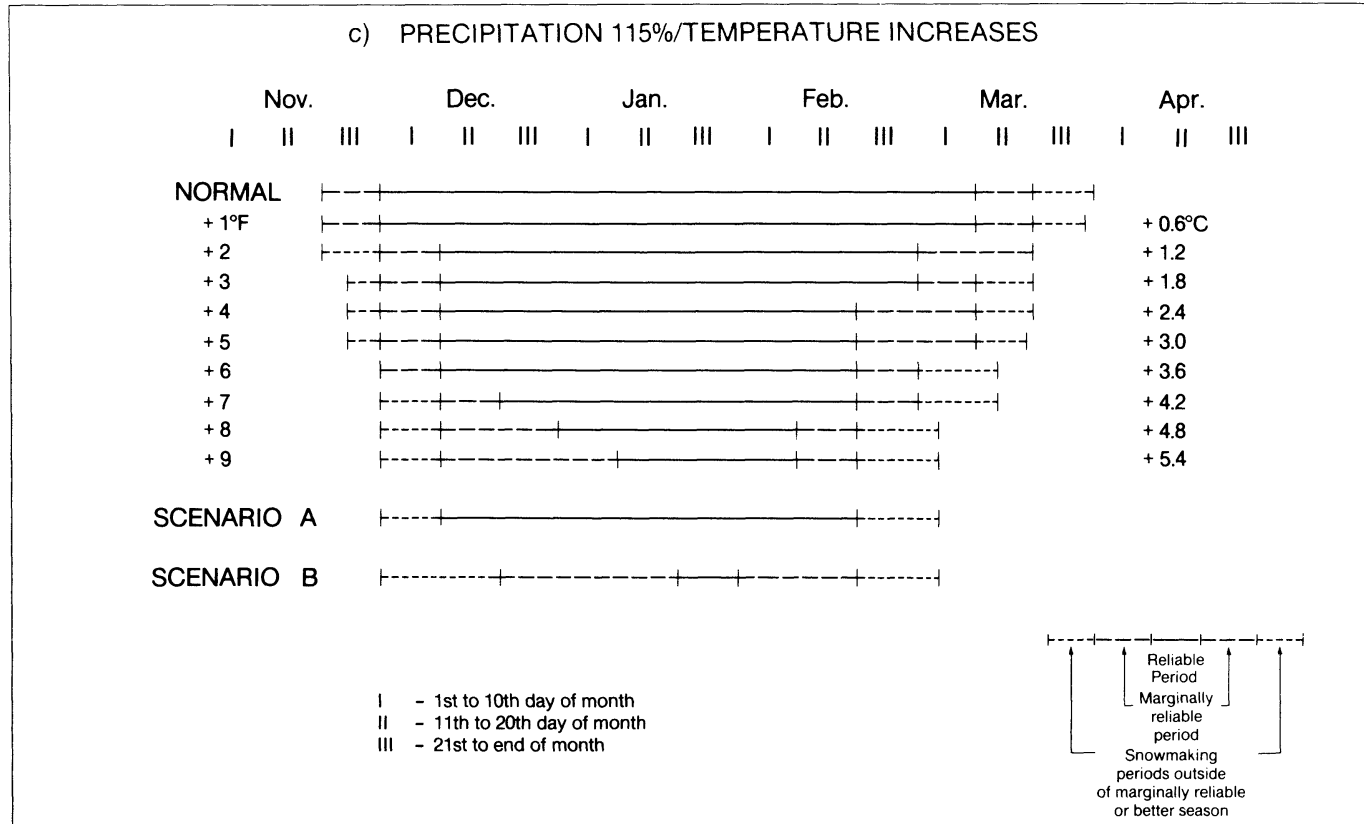 c) PRECIPITATION 115%/TEMPERATURE INCREASES
Nov. Dec. Jan. Feb. Mar. Apr.
I II III I II III I II III I II III I II III I II III
NORMAL
+ 1°F + 0.6°C
+ 2 + 1.2
+ 3 + 1.8
+ 4 + 2.4
+ 5 + 3.0
+ 6 + 3.6
+ 7 + 4.2
+ 8 + 4.8
+ 9 + 5.4
SCENARIO A
SCENARIO B
I - 1st to 10th day of month
II - 11th to 20th day of month
III - 21st to end of month
Reliable
Period
Marginally
reliable
period
Snowmaking
periods outside
of marginally reliable
or better season